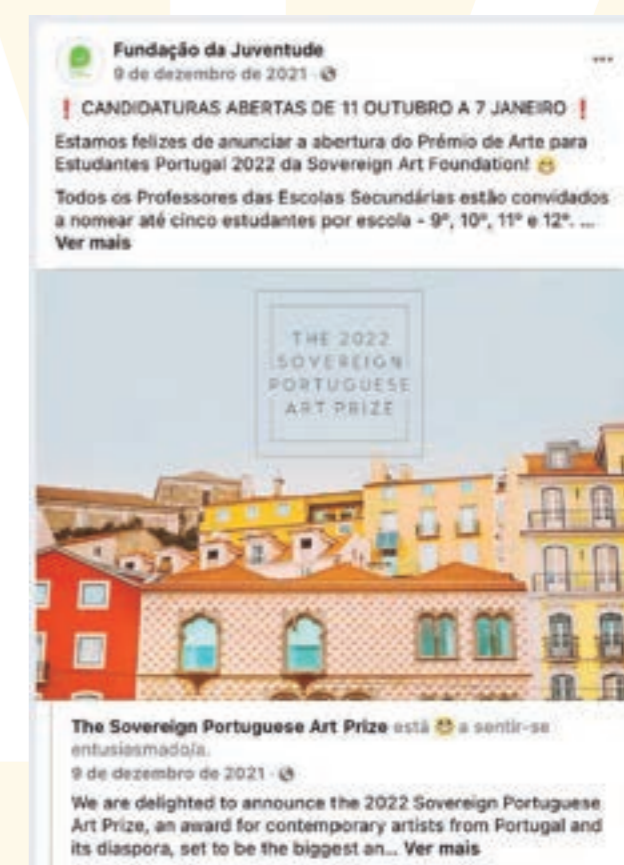 Fundação da Juventude
9 de dezembro de 2021 ·
❗ CANDIDATURAS ABERTAS DE 11 OUTUBRO A 7 JANEIRO ❗
Estamos felizes de anunciar a abertura do Prémio de Arte para
Estudantes Portugal 2022 da Sovereign Art Foundation! 😁
Todos os Professores das Escolas Secundárias estão convidados
a nomear até cinco estudantes por escola - 9º, 10º, 11º e 12º. ...
Ver mais
THE 2022
SOVEREIGN
PORTUGUESE
ART PRIZE
The Sovereign Portuguese Art Prize está 😁 a sentir-se
entusiasmado/a.
9 de dezembro de 2021 ·
We are delighted to announce the 2022 Sovereign Portuguese
Art Prize, an award for contemporary artists from Portugal and
its diaspora, set to be the biggest an... Ver mais